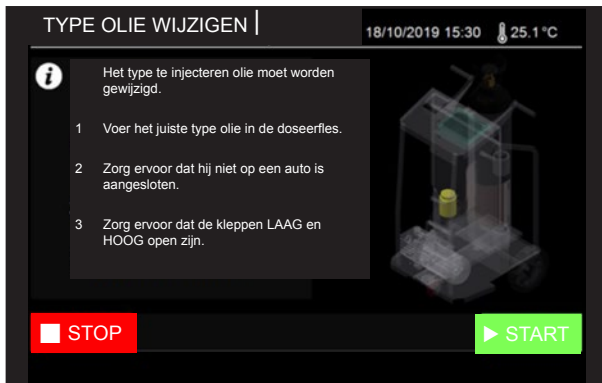 TYPE OLIE WIJZIGEN
18/10/2019 15:30 25.1°C
i
Het type te injecteren olie moet worden
gewijzigd.
1 Voer het juiste type olie in de doseerfles.
2 Zorg ervoor dat hij niet op een auto is
aangesloten.
3 Zorg ervoor dat de kleppen LAAG en
HOOG open zijn.
STOP
START